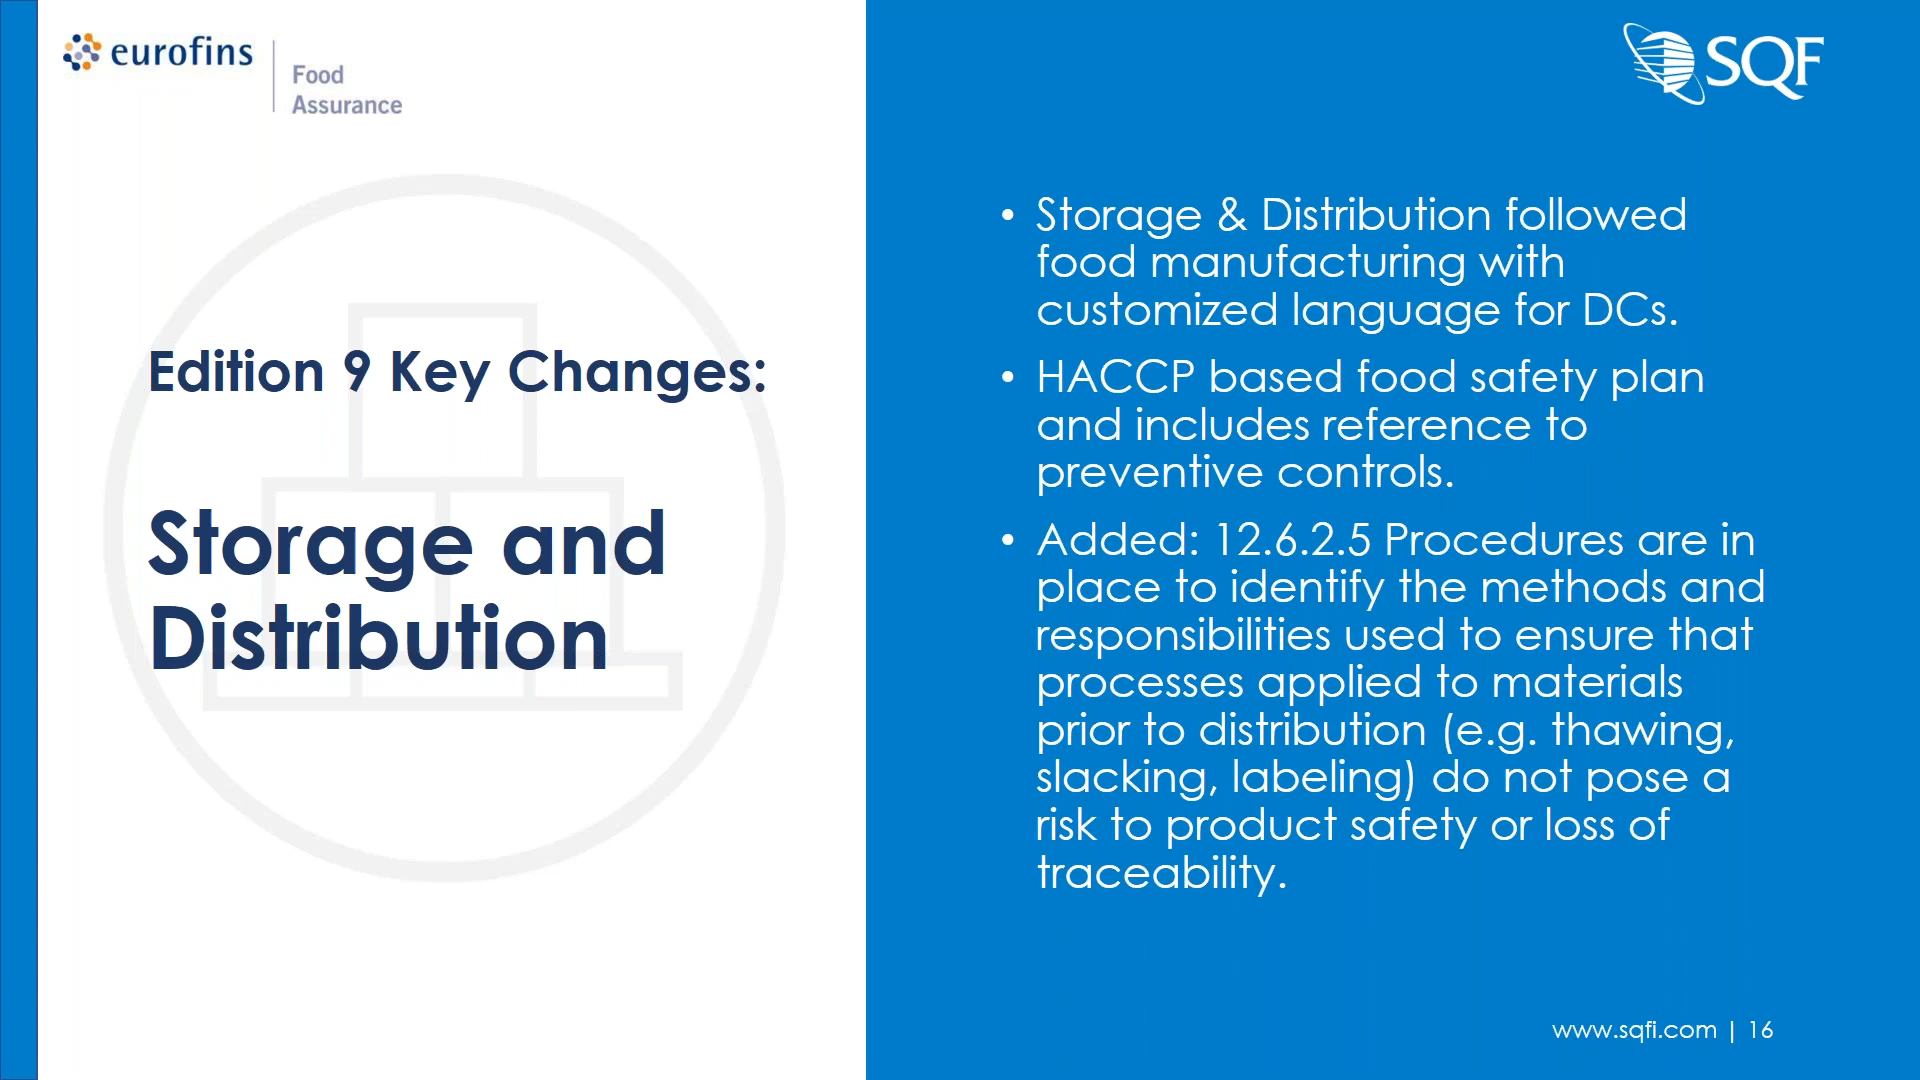 eurofins
Food
Assurance
SQF
Edition 9 Key Changes:
Storage and
Distribution
• Storage & Distribution followed
food manufacturing with
customized language for DCs.
• HACCP based food safety plan
and includes reference to
preventive controls.
• Added: 12.6.2.5 Procedures are in
place to identify the methods and
responsibilities used to ensure that
processes applied to materials
prior to distribution (e.g. thawing,
slacking, labeling) do not pose a
risk to product safety or loss of
traceability.
www.sqfi.com | 16